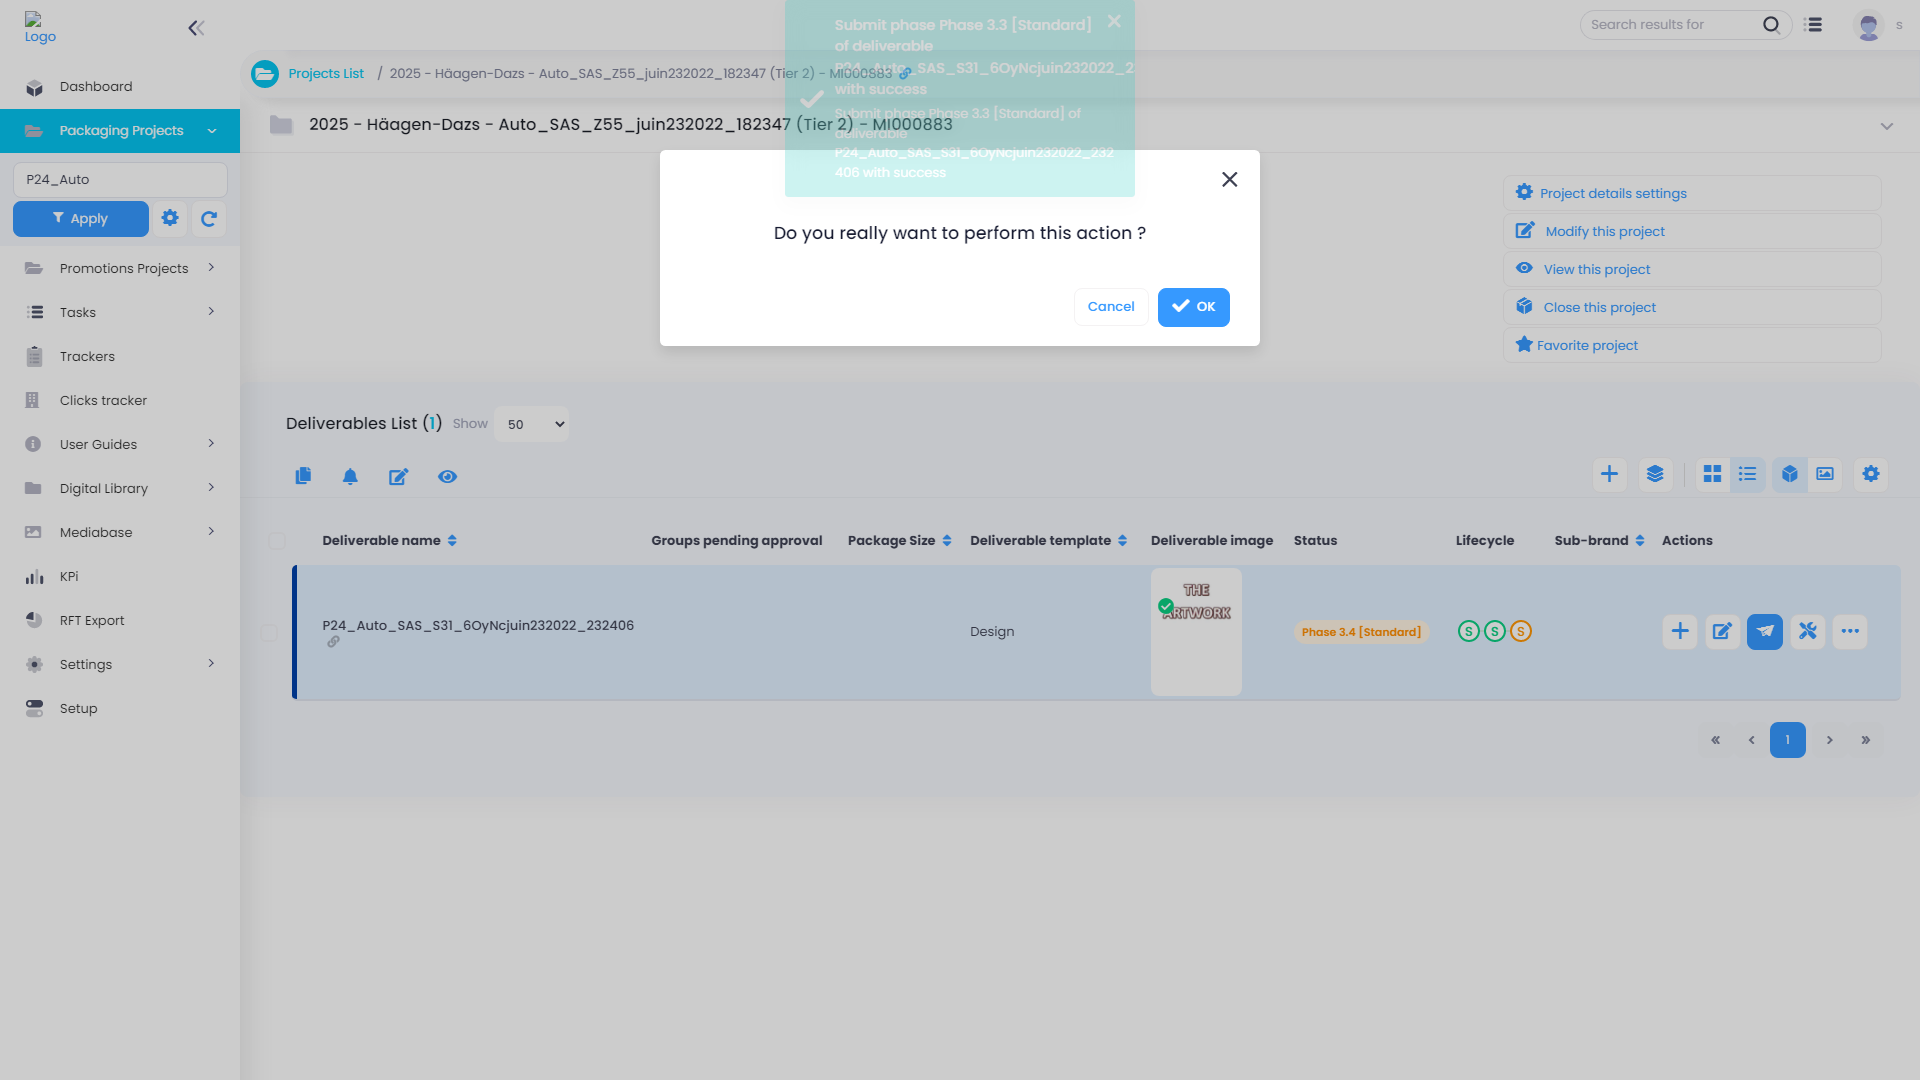 Logo
Search results for
s
Dashboard
Packaging Projects
P24_Auto
Apply
Promotions Projects
Tasks
Trackers
Clicks tracker
User Guides
Digital Library
Mediabase
KPi
RFT Export
Settings
Setup
Projects List / 2025 - Häagen-Dazs - Auto_SAS_Z55_juin232022_182347 (Tier 2) - MI000883
2025 - Häagen-Dazs - Auto_SAS_Z55_juin232022_182347 (Tier 2) - MI000883
Submit phase Phase 3.3 [Standard]
of deliverable
P24_Auto_SAS_S31_6OyNcjuin232022_2
with success
Submit phase Phase 3.3 [Standard] of
deliverable
P24_Auto_SAS_S31_6OyNcjuin232022_232
406 with success
Do you really want to perform this action ?
Cancel
OK
Project details settings
Modify this project
View this project
Close this project
Favorite project
Deliverables List (1) Show 50
Deliverable name Groups pending approval Package Size Deliverable template Deliverable image Status Lifecycle Sub-brand Actions
P24_Auto_SAS_S31_6OyNcjuin232022_232406
Design
THE
ARTWORK
Phase 3.4 [Standard]
S S S
« ‹ 1 › »